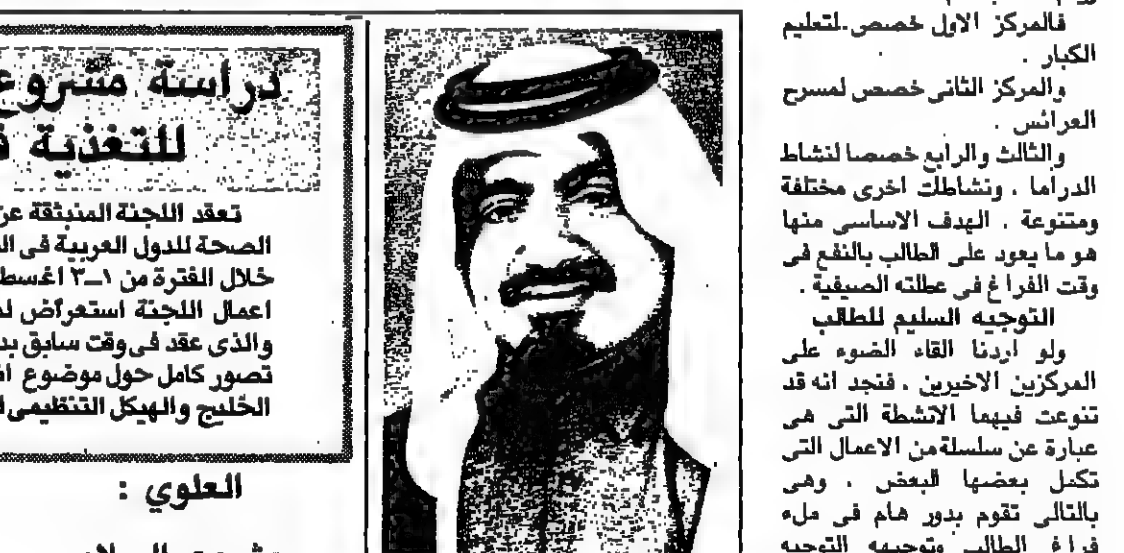 فالمركز الاول خصص لتعليم
الكبار .
والمركز الثانى خصص لمسرح
العرائس .
والثالث والرابع خصصا لنشاط
الدراما . ونشاطات اخرى مختلفة
ومتنوعة . الهدف الاساسى منها
هو ما يعود على الطالب بالنفع فى
وقت الفراغ فى عطلته الصيفية .
التوجيه السليم للطالب
ولو اردنا القاء الضوء على
المركزين الاخيرين . فنجد انه قد
تنوعت فيهما الانشطة التى هى
عبارة عن سلسلة من الاعمال التى
تكمل بعضها البعض . وهى
بالتالى تقوم بدور هام فى ملء
فراغ الطالب وتوجيهه التوجيه
دراسة مشروع
للتغذية
تعقد اللجنة المنبثقة عن
الصحة للدول العربية فى
خلال الفترة من ١ــ٣ اغسط
اعمال اللجنة استعراض
والذى عقد فى وقت سابق
تصور كامل حول موضوع
الخليج والهيكل التنظيمى
العلوي :